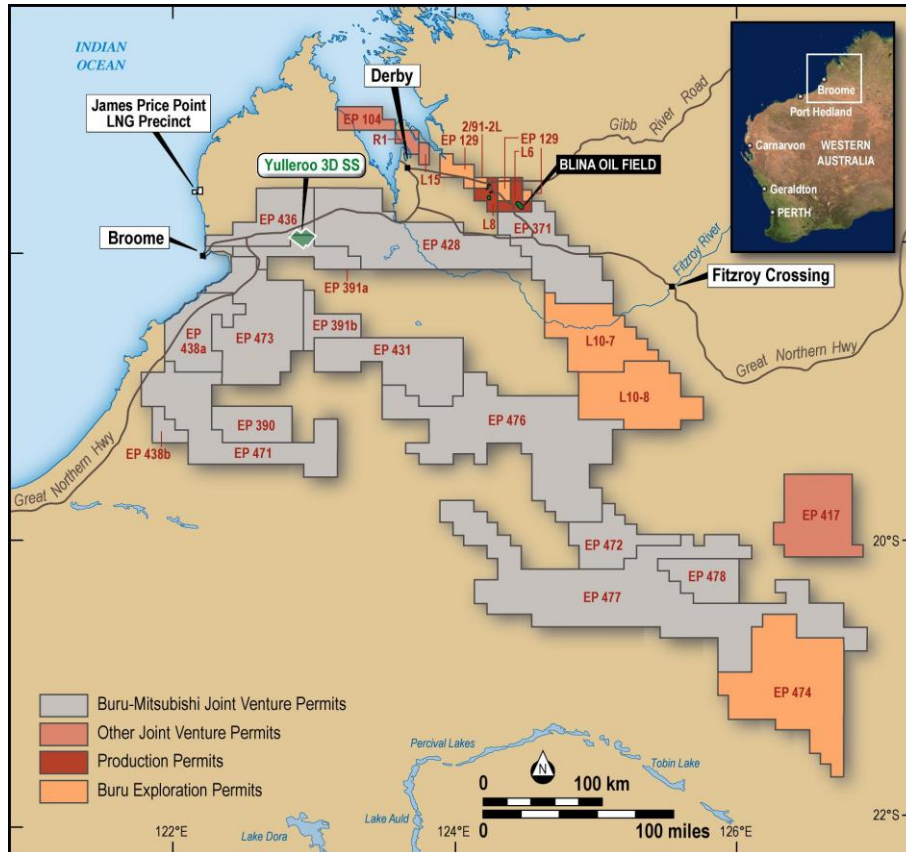 INDIAN
OCEAN
James Price Point
LNG Precinct
Derby
EP 104
R1
2/91-2L
EP 129
EP 129
L6
EP 129
Gibb River Road
BLINA OIL FIELD
L15
L8
Yulleroo 3D SS
EP 436
EP 428
EP 371
Broome
EP 391a
Fitzroy River
Fitzroy Crossing
EP
438a
EP 473
EP 391b
EP 431
L10-7
L10-8
Great Northern Hwy
EP 390
EP 476
EP 438b
EP 471
Great Northern Hwy
EP 417
20°S
EP 472
EP 478
EP 477
EP 474
Broome
Port Hedland
Carnarvon
WESTERN
AUSTRALIA
Geraldton
PERTH
Buru-Mitsubishi Joint Venture Permits
Other Joint Venture Permits
Production Permits
Buru Exploration Permits
Percival Lakes
Tobin Lake
Lake Auld
Lake Dora
N
0 100 km
0 100 miles
122°E
124°E
126°E
22°S